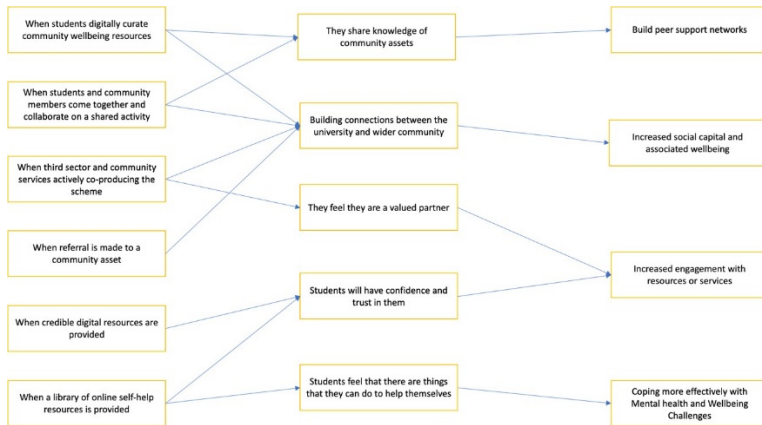 When students digitally curate
community wellbeing resources
They share knowledge of
community assets
Build peer support networks
When students and community
members come together and
collaborate on a shared activity
Building connections between the
university and wider community
Increased social capital and
associated wellbeing
When third sector and community
services actively co-producing the
scheme
They feel they are a valued partner
When referral is made to a
community asset
Increased engagement with
resources or services
Students will have confidence and
trust in them
When credible digital resources are
provided
When a library of online self-help
resources is provided
Students feel that there are things
that they can do to help themselves
Coping more effectively with
Mental health and Wellbeing
Challenges